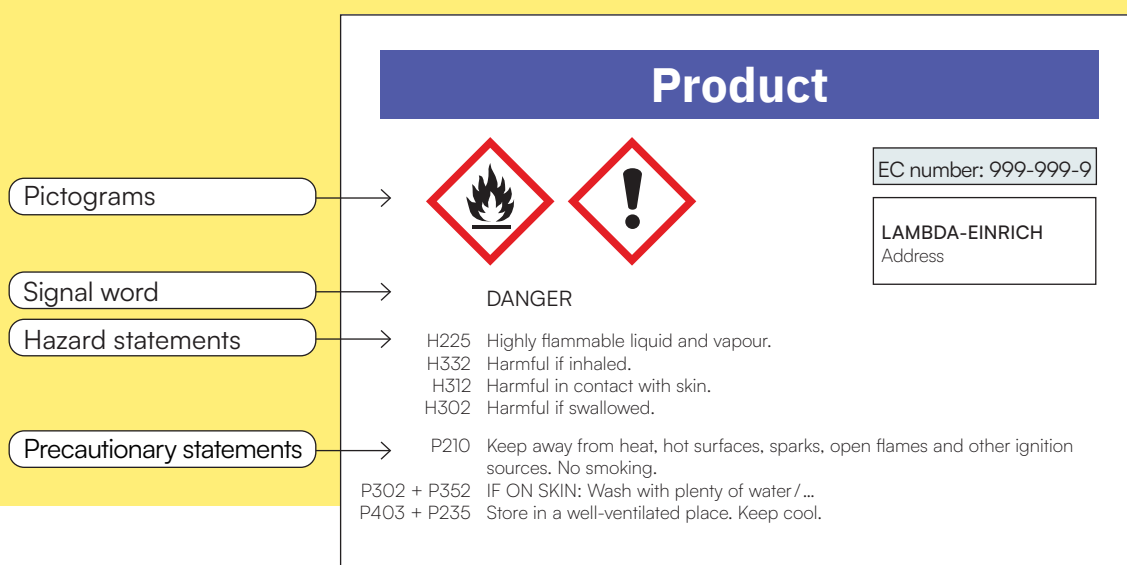 Product
Pictograms
EC number: 999-999-9
LAMBDA-EINRICH
Address
Signal word
DANGER
Hazard statements
H225 Highly flammable liquid and vapour.
H332 Harmful if inhaled.
H312 Harmful in contact with skin.
H302 Harmful if swallowed.
Precautionary statements
P210 Keep away from heat, hot surfaces, sparks, open flames and other ignition
sources. No smoking.
P302 + P352 IF ON SKIN: Wash with plenty of water/...
P403 + P235 Store in a well-ventilated place. Keep cool.